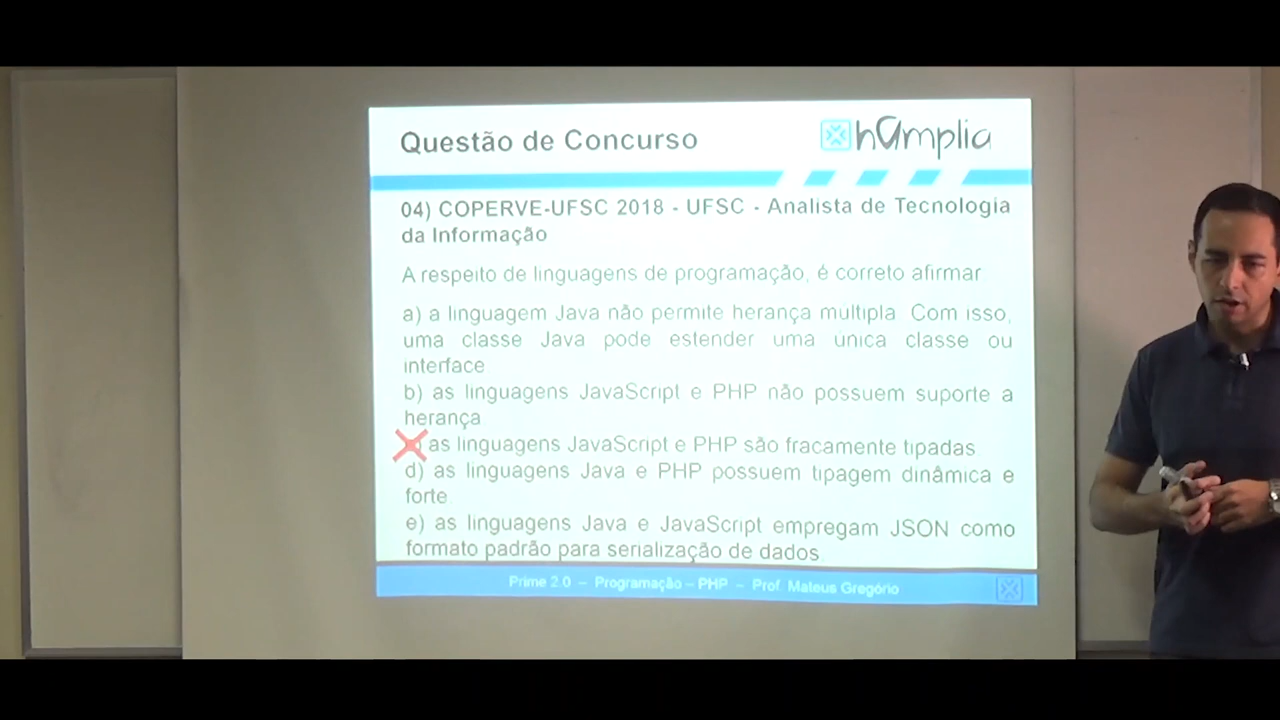 Questão de Concurso
hamplia
04) COPERVE-UFSC 2018 - UFSC - Analista de Tecnologia
da Informação
A respeito de linguagens de programação, é correto afirmar
a) a linguagem Java não permite herança múltipla. Com isso,
uma classe Java pode estender uma única classe ou
interface.
b) as linguagens JavaScript e PHP não possuem suporte a
herança
as linguagens JavaScript e PHP são fracamente tipadas.
d) as linguagens Java e PHP possuem tipagem dinâmica e
forte.
e) as linguagens Java e JavaScript empregam JSON como
formato padrão para serialização de dados
Prime 2.0 – Programação – PHP – Prof. Mateus Gregório